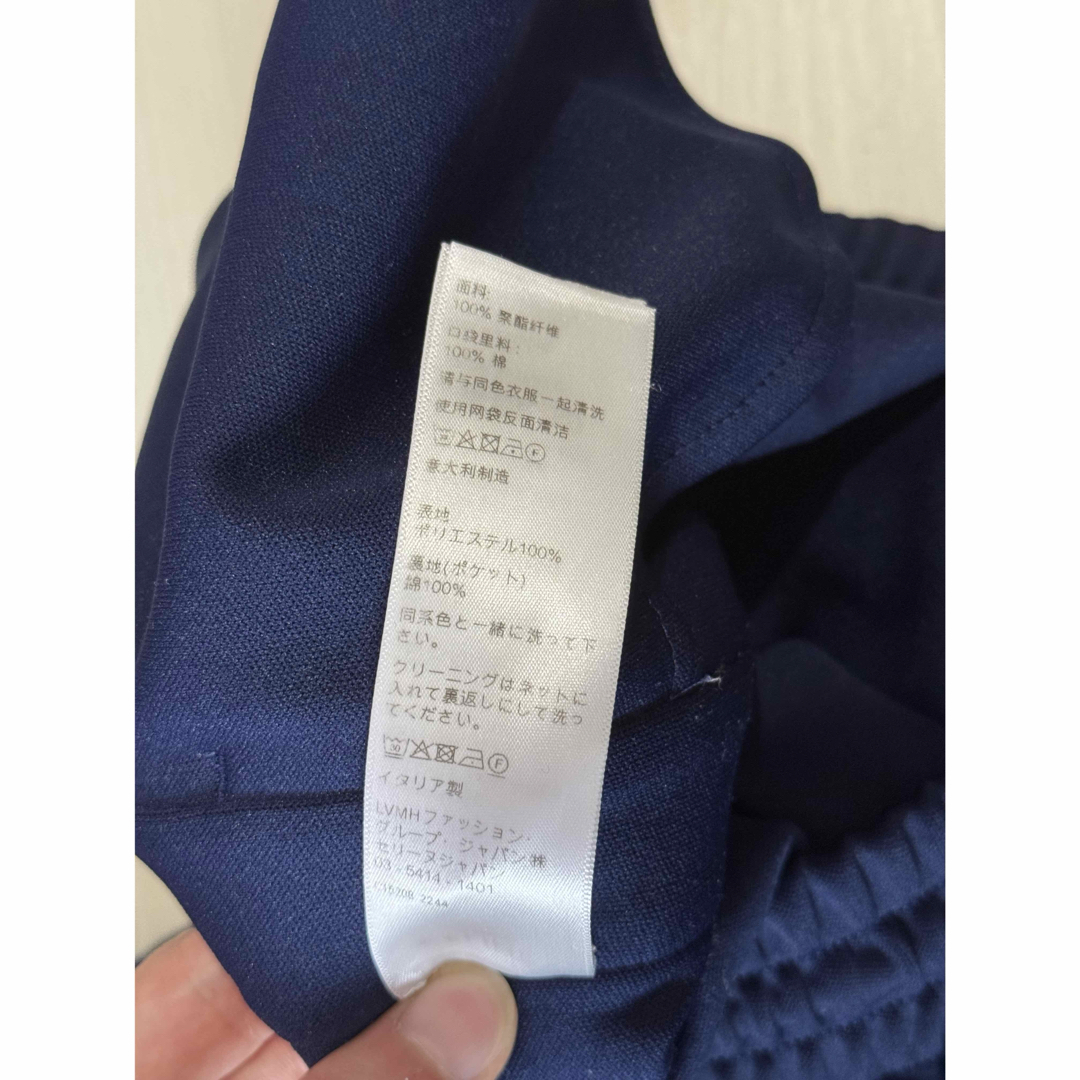 面料:
100% 聚酯纤维
口袋里料:
100% 棉
请与同色衣服一起清洗
使用网袋反面清洁
30 F
意大利制造
表地
ポリエステル100%
裏地(ポケット)
綿100%
同系色と一緒に洗って下
さい。
クリーニングはネットに
入れて裏返しにして洗っ
てください。
30 F
イタリア製
LVMHファッション・
グループ・ジャパン㈱
セリーヌジャパン
03-5414-1401
2244